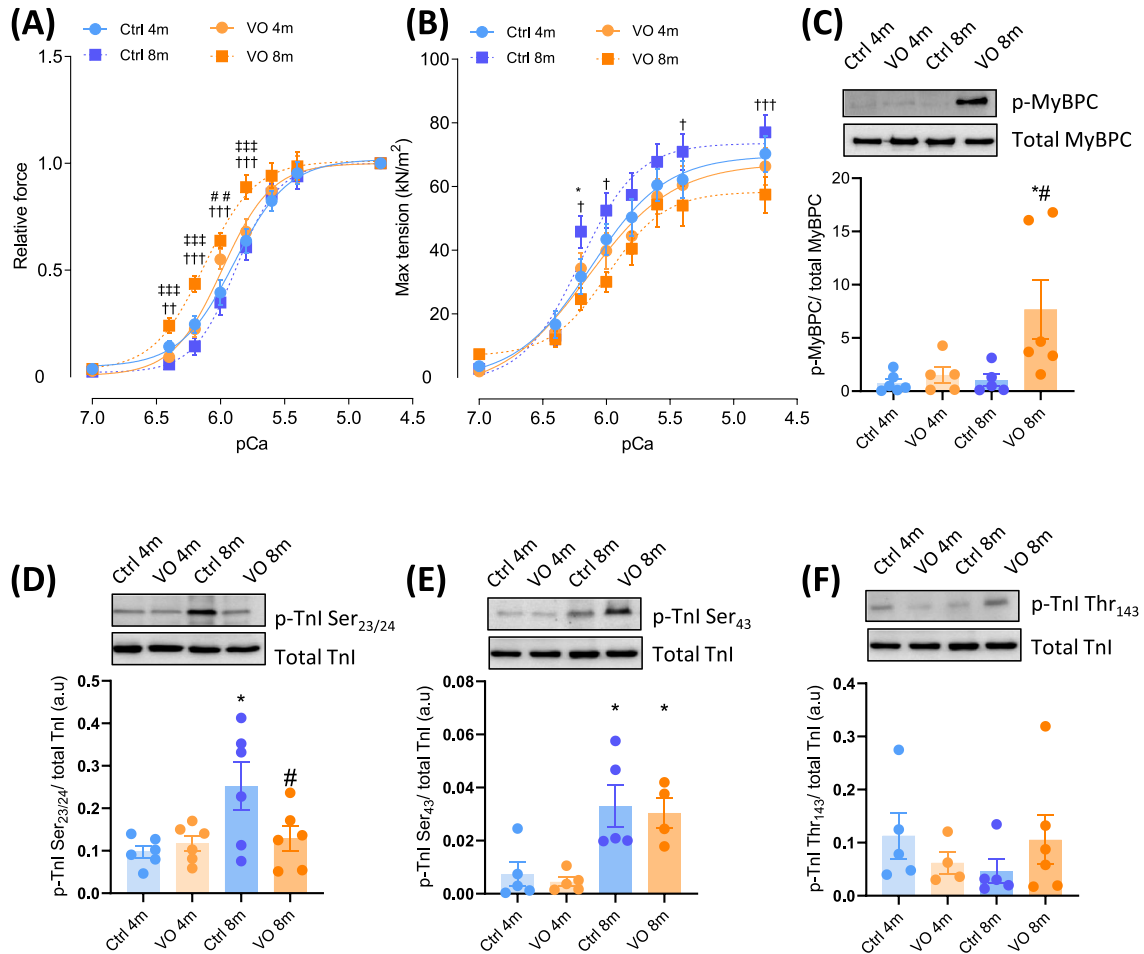 (A)
Ctrl 4m
VO 4m
Ctrl 8m
VO 8m
Relative force
1.5
1.0
0.5
0
‡‡‡
††
‡‡‡
†††
# #
†††
‡‡‡
†††
7.0 6.5 6.0 5.5 5.0 4.5
pCa
(B)
Ctrl 4m
VO 4m
Ctrl 8m
VO 8m
Max tension (kN/m²)
100
80
60
40
20
0
*
†
†
†
†††
7.0 6.5 6.0 5.5 5.0 4.5
pCa
(C)
Ctrl 4m VO 4m Ctrl 8m VO 8m
p-MyBPC
Total MyBPC
p-MyBPC/ total MyBPC
20
15
10
5
0
*#
Ctrl 4m VO 4m Ctrl 8m VO 8m
(D)
Ctrl 4m VO 4m Ctrl 8m VO 8m
p-TnI Ser23/24
Total TnI
p-TnI Ser23/24/ total TnI (a.u)
0.5
0.4
0.3
0.2
0.1
0.0
*
#
Ctrl 4m VO 4m Ctrl 8m VO 8m
(E)
Ctrl 4m VO 4m Ctrl 8m VO 8m
p-TnI Ser43
Total TnI
p-TnI Ser43/ total TnI (a.u)
0.08
0.06
0.04
0.02
0.00
*
*
Ctrl 4m VO 4m Ctrl 8m VO 8m
(F)
Ctrl 4m VO 4m Ctrl 8m VO 8m
p-TnI Thr143
Total TnI
p-TnI Thr143/ total TnI (a.u)
0.4
0.3
0.2
0.1
0.0
Ctrl 4m VO 4m Ctrl 8m VO 8m